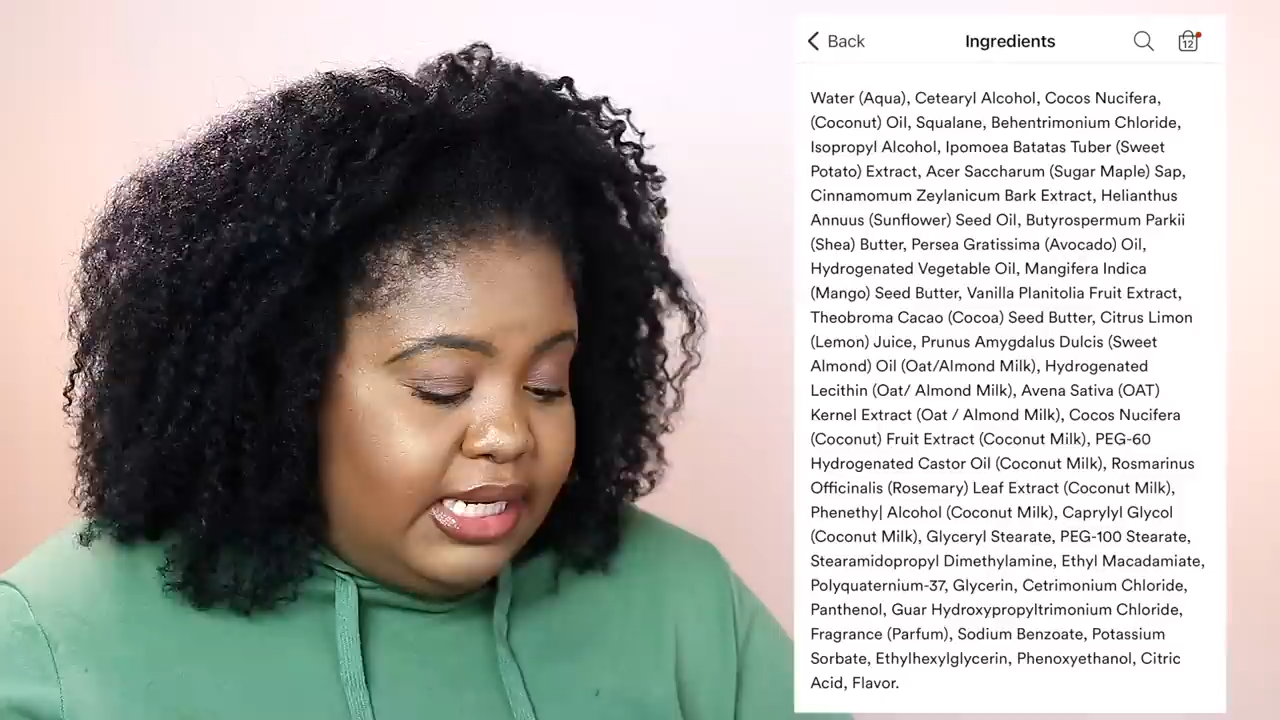 Back
Ingredients
12
Water (Aqua), Cetearyl Alcohol, Cocos Nucifera,
(Coconut) Oil, Squalane, Behentrimonium Chloride,
Isopropyl Alcohol, Ipomoea Batatas Tuber (Sweet
Potato) Extract, Acer Saccharum (Sugar Maple) Sap,
Cinnamomum Zeylanicum Bark Extract, Helianthus
Annuus (Sunflower) Seed Oil, Butyrospermum Parkii
(Shea) Butter, Persea Gratissima (Avocado) Oil,
Hydrogenated Vegetable Oil, Mangifera Indica
(Mango) Seed Butter, Vanilla Planitolia Fruit Extract,
Theobroma Cacao (Cocoa) Seed Butter, Citrus Limon
(Lemon) Juice, Prunus Amygdalus Dulcis (Sweet
Almond) Oil (Oat/Almond Milk), Hydrogenated
Lecithin (Oat/ Almond Milk), Avena Sativa (OAT)
Kernel Extract (Oat / Almond Milk), Cocos Nucifera
(Coconut) Fruit Extract (Coconut Milk), PEG-60
Hydrogenated Castor Oil (Coconut Milk), Rosmarinus
Officinalis (Rosemary) Leaf Extract (Coconut Milk),
Phenethy| Alcohol (Coconut Milk), Caprylyl Glycol
(Coconut Milk), Glyceryl Stearate, PEG-100 Stearate,
Stearamidopropyl Dimethylamine, Ethyl Macadamiate,
Polyquaternium-37, Glycerin, Cetrimonium Chloride,
Panthenol, Guar Hydroxypropyltrimonium Chloride,
Fragrance (Parfum), Sodium Benzoate, Potassium
Sorbate, Ethylhexylglycerin, Phenoxyethanol, Citric
Acid, Flavor.